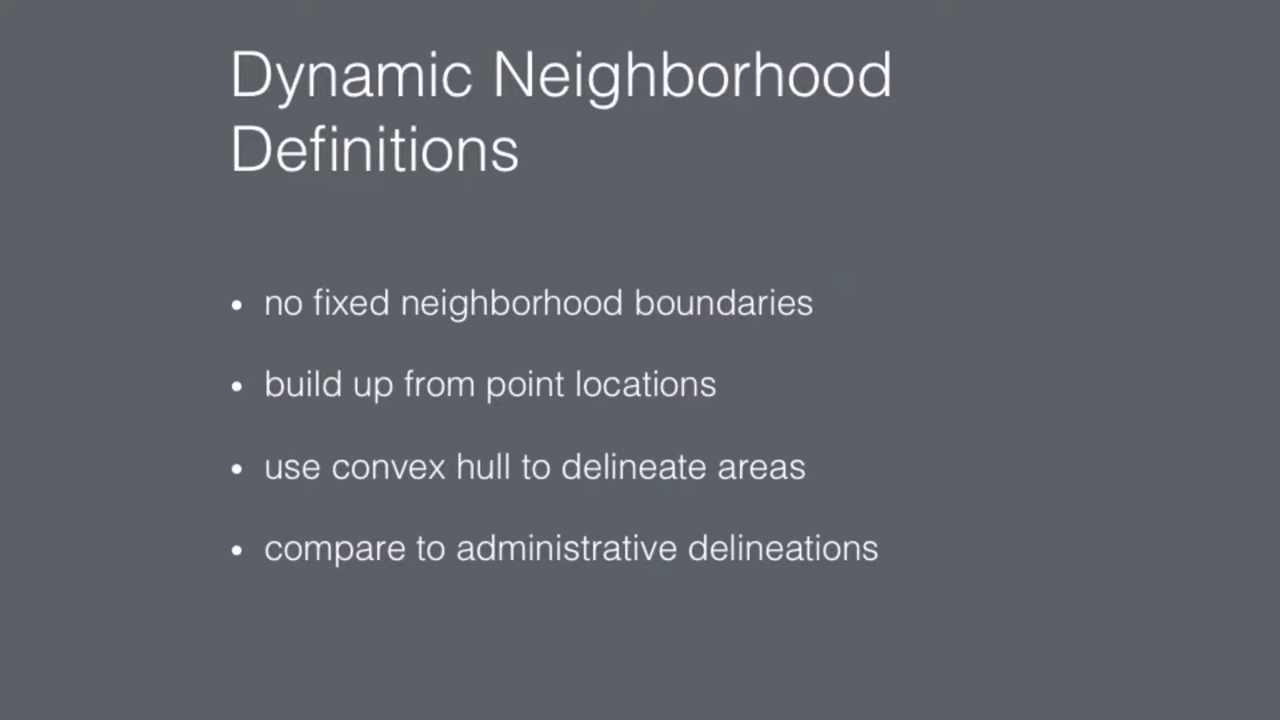 Dynamic Neighborhood
Definitions
• no fixed neighborhood boundaries
• build up from point locations
• use convex hull to delineate areas
• compare to administrative delineations